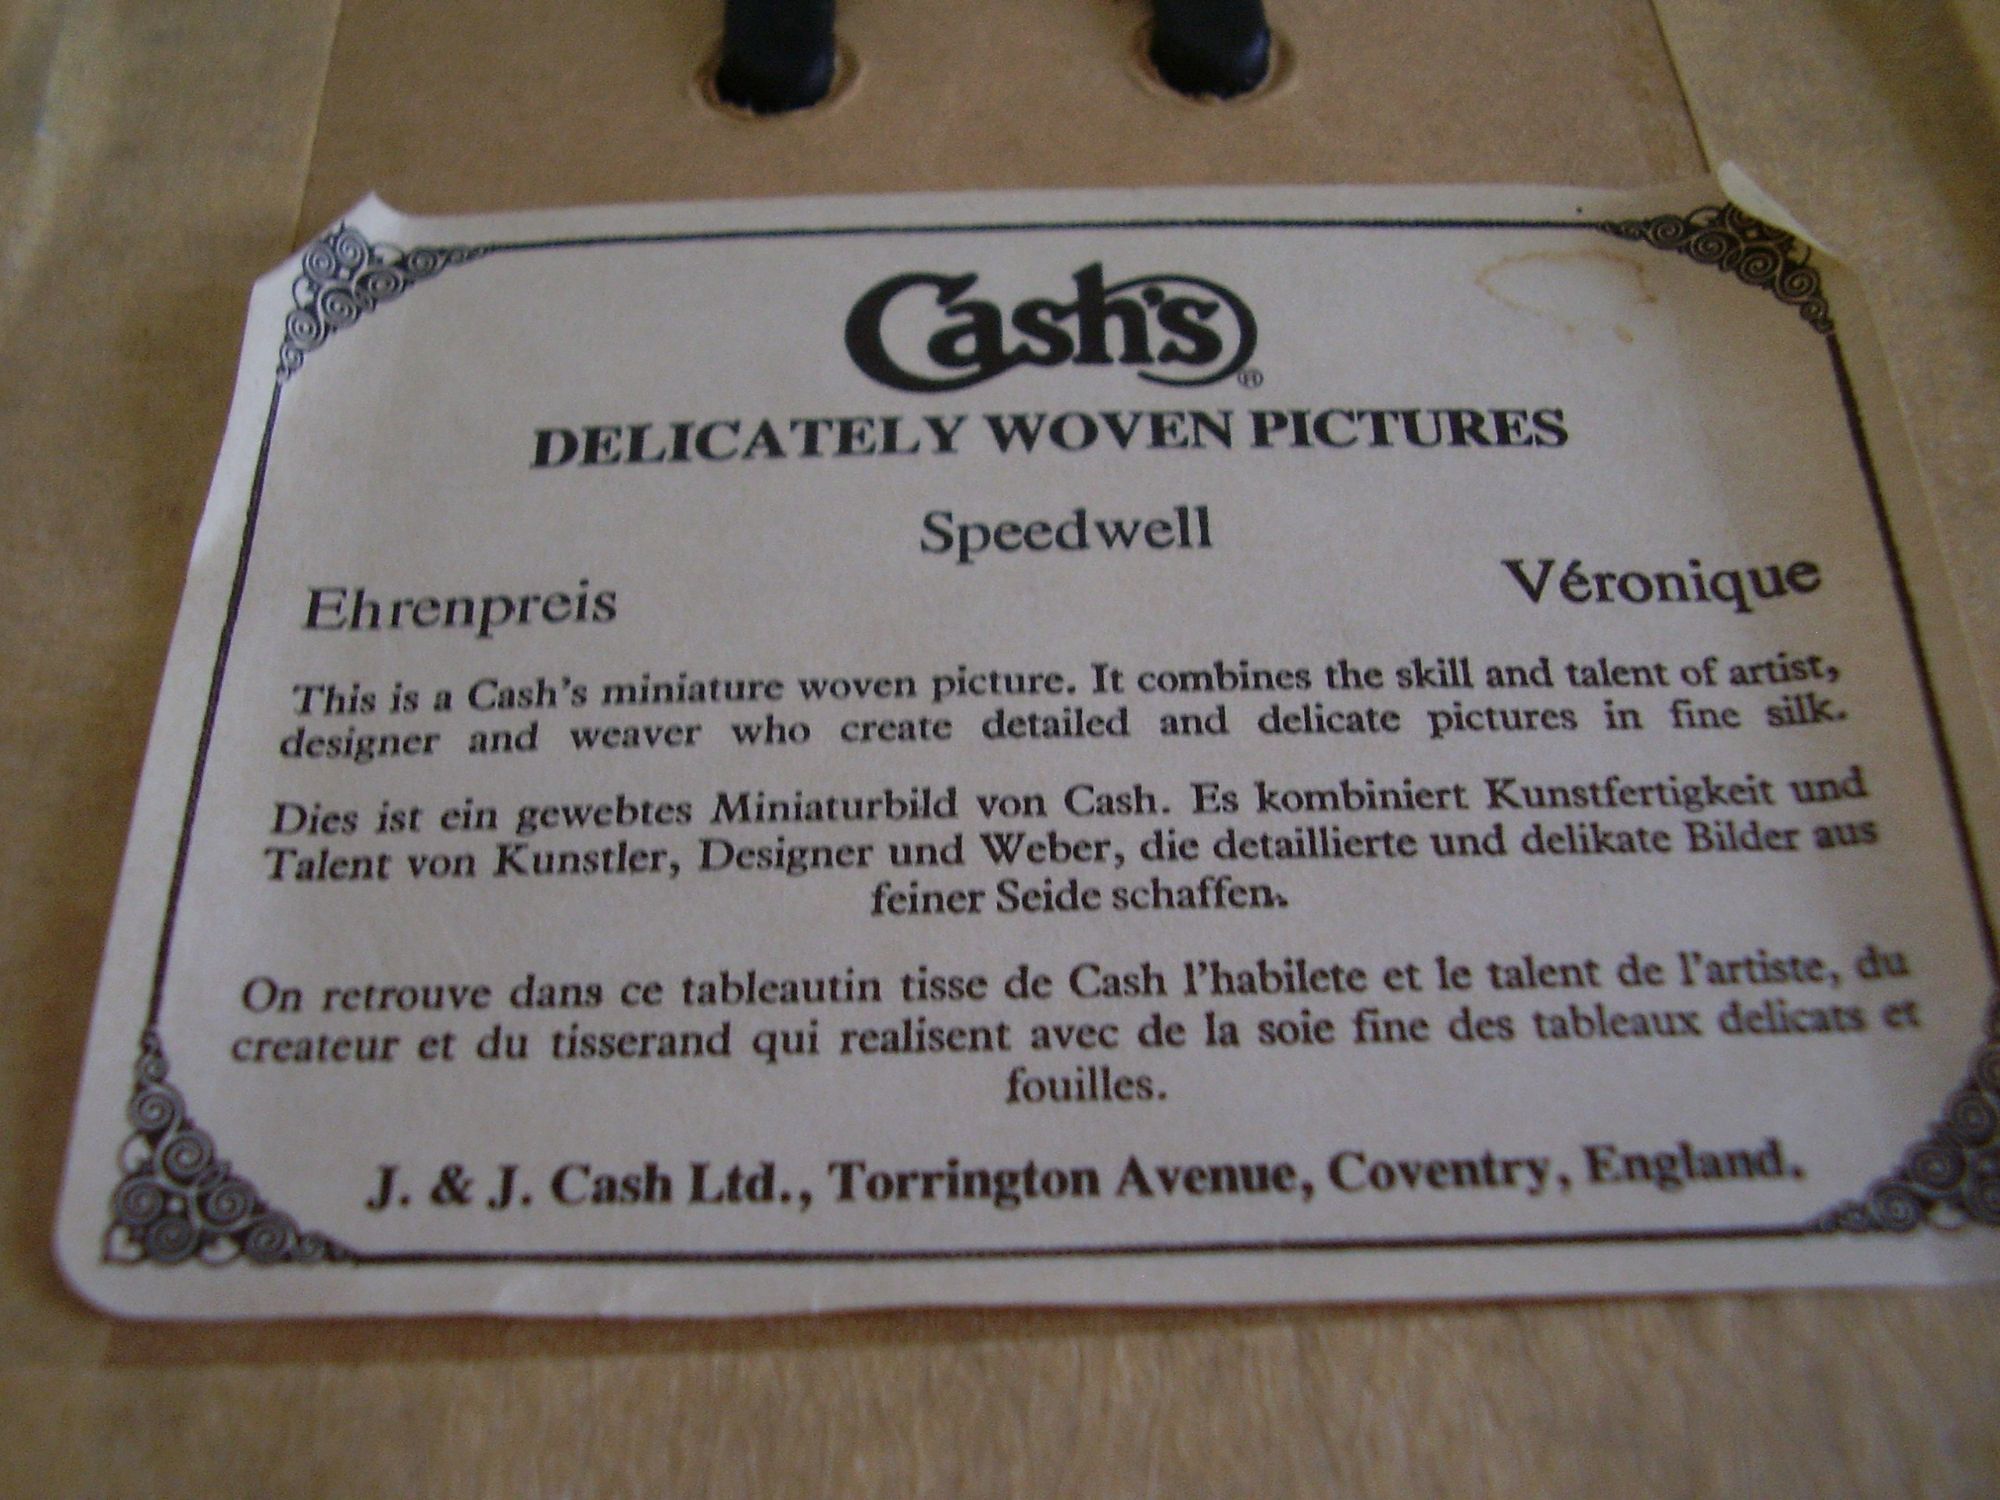 Cash's®
DELICATELY WOVEN PICTURES
Speedwell
Ehrenpreis
Véronique
This is a Cash's miniature woven picture. It combines the skill and talent of artist,
designer and weaver who create detailed and delicate pictures in fine silk.
Dies ist ein gewebtes Miniaturbild von Cash. Es kombiniert Kunstfertigkeit und
Talent von Kunstler, Designer und Weber, die detaillierte und delikate Bilder aus
feiner Seide schaffen.
On retrouve dans ce tableautin tisse de Cash l'habilete et le talent de l'artiste, du
createur et du tisserand qui realisent avec de la soie fine des tableaux delicats et
fouilles.
J. & J. Cash Ltd., Torrington Avenue, Coventry, England.